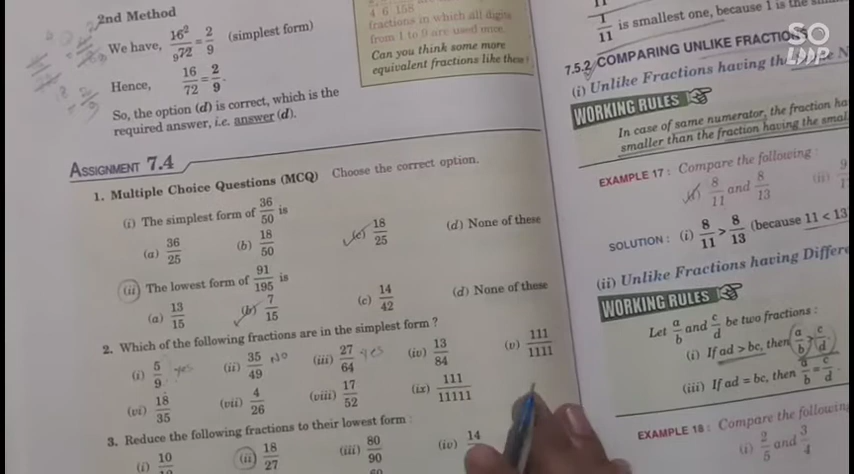 2nd Method
We have, 16²/972 = 2/9 (simplest form)
Hence, 16/72 = 2/9.
So, the option (d) is correct, which is the
required answer, i.e. answer (d).
fractions in which all digits
from 1 to 9 are used once.
Can you think some more
equivalent fractions like these
ASSIGNMENT 7.4
1. Multiple Choice Questions (MCQ) Choose the correct option.
(i) The simplest form of 36/50 is
(a) 36/25 (b) 18/50 (c) 18/25 (d) None of these
(ii) The lowest form of 91/195 is
(a) 13/15 (b) 7/15 (c) 14/42 (d) None of these
2. Which of the following fractions are in the simplest form ?
(i) 5/9 yes (ii) 35/49 no (iii) 27/64 yes (iv) 13/84 (v) 111/1111
(vi) 18/35 (vii) 4/26 (viii) 17/52 (ix) 111/11111
3. Reduce the following fractions to their lowest form :
(i) 10 (ii) 18/27 (iii) 80/90 (iv) 14
1/11 is smallest one, because 1 is the
7.5.2 COMPARING UNLIKE FRACTIONS
(i) Unlike Fractions having the
WORKING RULES
In case of same numerator, the fraction
smaller than the fraction having the
EXAMPLE 17 : Compare the following :
(i) 8/11 and 8/13 (ii)
SOLUTION : (i) 8/11 > 8/13 (because 11 < 13
(ii) Unlike Fractions having
WORKING RULES
Let a/b and c/d be two fractions :
(i) If ad > bc, then a/b > c/d.
(iii) If ad = bc, then a/b = c/d.
EXAMPLE 18 : Compare the following
(i) 2/5 and 3/4
SO
LMP